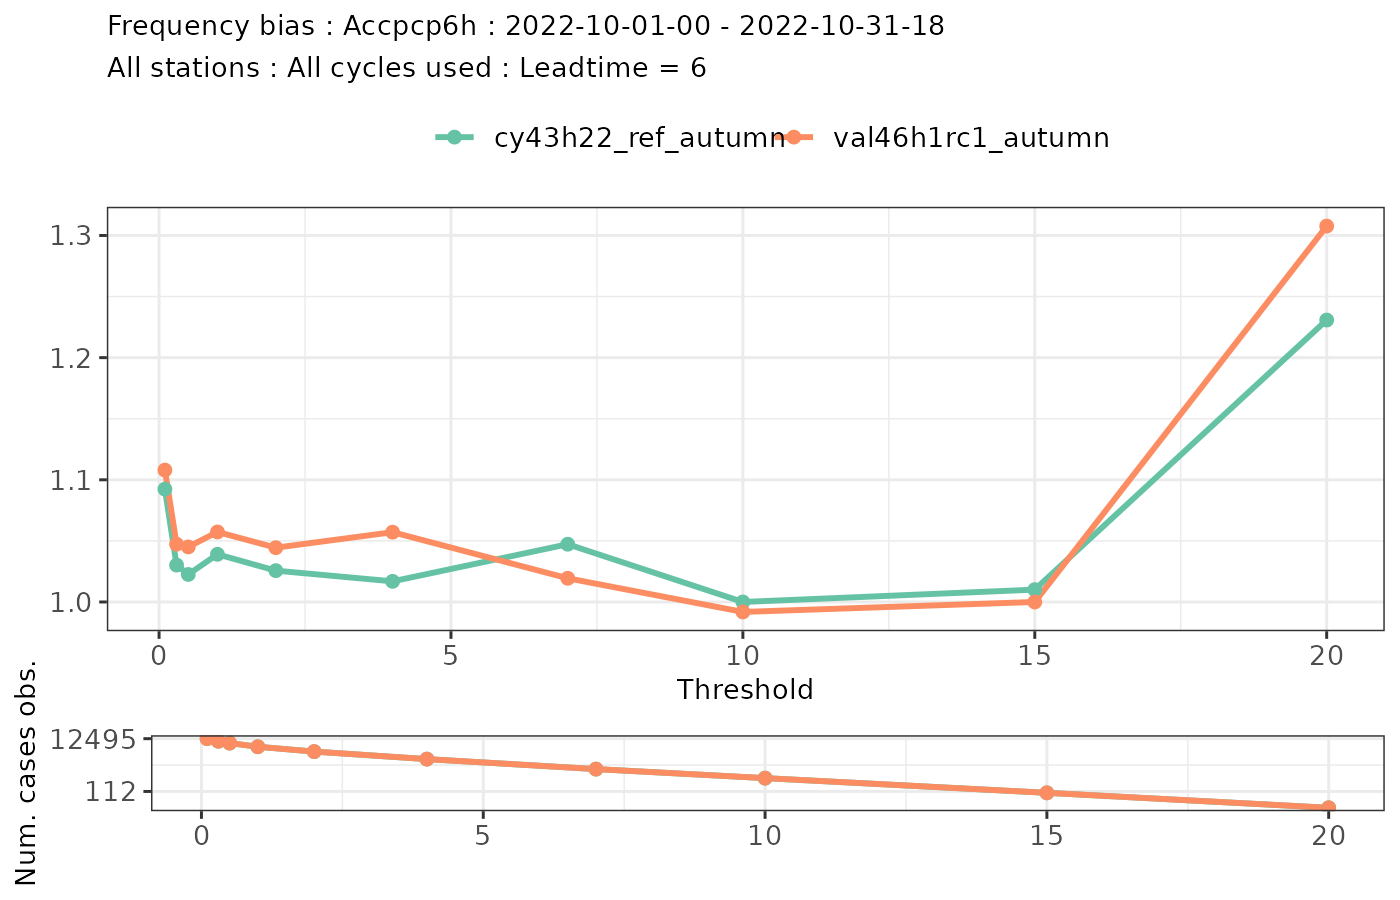 Frequency bias : Accpcp6h : 2022-10-01-00 - 2022-10-31-18
All stations : All cycles used : Leadtime = 6
cy43h22_ref_autumn val46h1rc1_autumn
1.3
1.2
1.1
1.0
0 5 10 15 20
Threshold
Num. cases obs.
12495
112
0 5 10 15 20